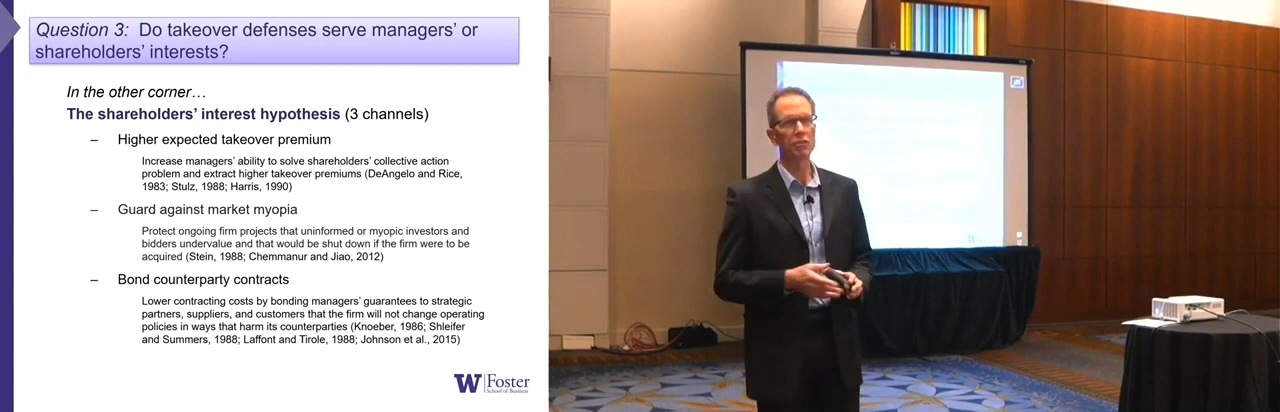 Question 3: Do takeover defenses serve managers’ or
shareholders’ interests?
In the other corner…
The shareholders’ interest hypothesis (3 channels)
– Higher expected takeover premium
Increase managers’ ability to solve shareholders’ collective action
problem and extract higher takeover premiums (DeAngelo and Rice,
1983; Stulz, 1988; Harris, 1990)
– Guard against market myopia
Protect ongoing firm projects that uninformed or myopic investors and
bidders undervalue and that would be shut down if the firm were to be
acquired (Stein, 1988; Chemmanur and Jiao, 2012)
– Bond counterparty contracts
Lower contracting costs by bonding managers’ guarantees to strategic
partners, suppliers, and customers that the firm will not change operating
policies in ways that harm its counterparties (Knoeber, 1986; Shleifer
and Summers, 1988; Laffont and Tirole, 1988; Johnson et al., 2015)
W Foster
School of Business